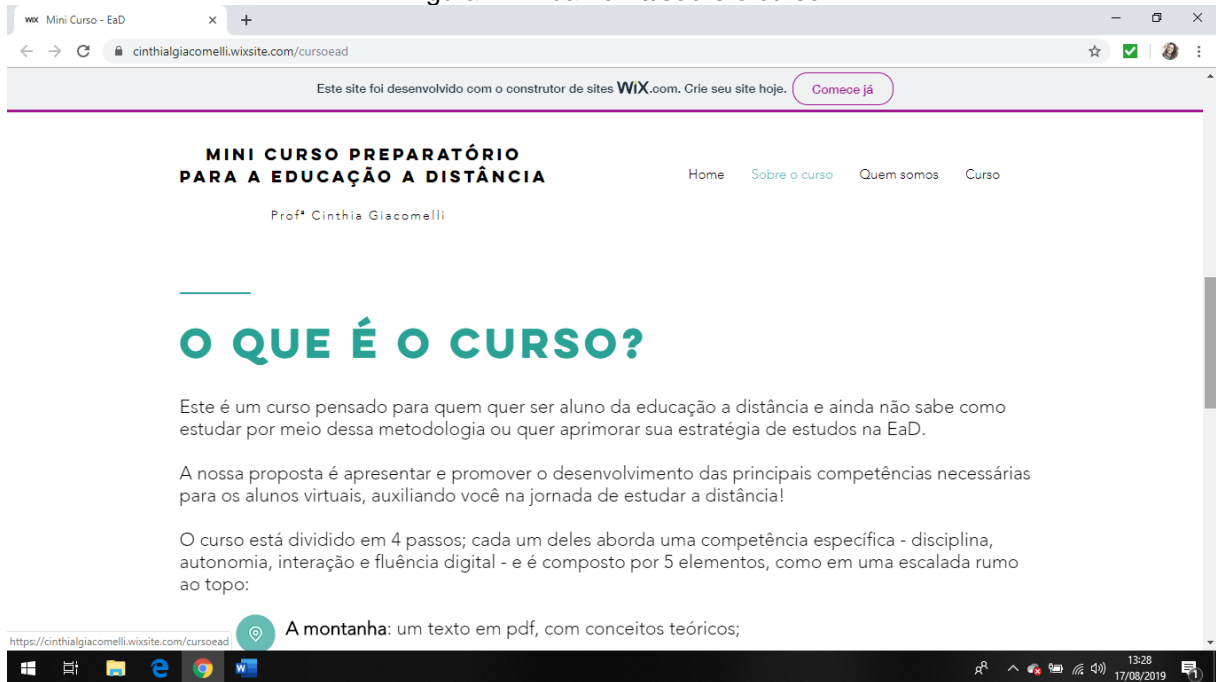 Mini Curso - EaD
cinthialgiacomelli.wixsite.com/cursoead
Este site foi desenvolvido com o construtor de sites WiX.com. Crie seu site hoje. Comece já
MINI CURSO PREPARATÓRIO
PARA A EDUCAÇÃO A DISTÂNCIA
Home Sobre o curso Quem somos Curso
Profª Cinthia Giacomelli
O QUE É O CURSO?
Este é um curso pensado para quem quer ser aluno da educação a distância e ainda não sabe como
estudar por meio dessa metodologia ou quer aprimorar sua estratégia de estudos na EaD.
A nossa proposta é apresentar e promover o desenvolvimento das principais competências necessárias
para os alunos virtuais, auxiliando você na jornada de estudar a distância!
O curso está dividido em 4 passos; cada um deles aborda uma competência específica - disciplina,
autonomia, interação e fluência digital - e é composto por 5 elementos, como em uma escalada rumo
ao topo:
A montanha: um texto em pdf, com conceitos teóricos;
https://cinthialgiacomelli.wixsite.com/cursoead
13:28
17/08/2019